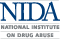 NIDA
NATIONAL INSTITUTE
ON DRUG ABUSE